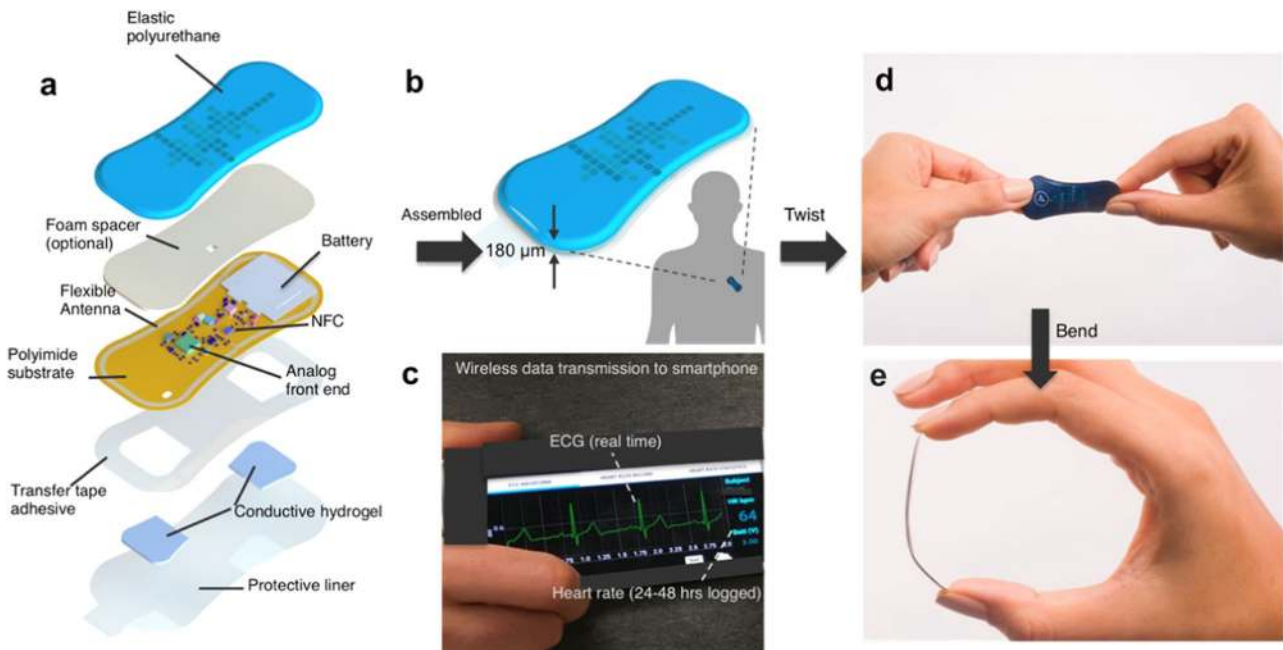 a
Elastic
polyurethane
Foam spacer
(optional)
Battery
Flexible
Antenna
NFC
Polyimide
substrate
Analog
front end
Transfer tape
adhesive
Conductive hydrogel
Protective liner
Assembled
b
180 µm
Twist
c
Wireless data transmission to smartphone
ECG (real time)
64
Heart rate (24-48 hrs logged)
d
Bend
e